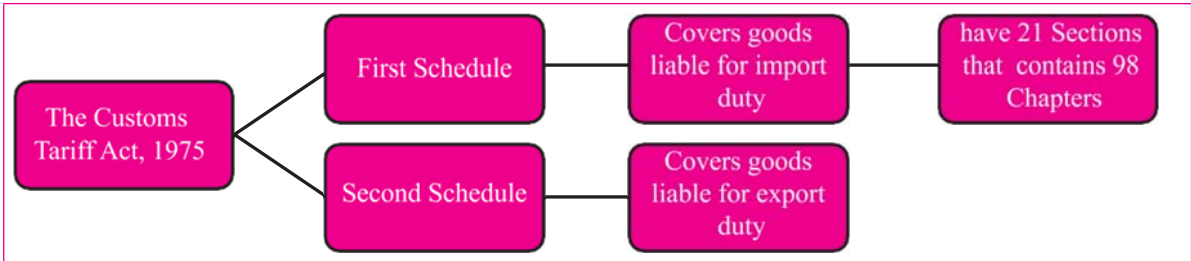 The Customs
Tariff Act, 1975
First Schedule
Covers goods
liable for import
duty
have 21 Sections
that contains 98
Chapters
Second Schedule
Covers goods
liable for export
duty